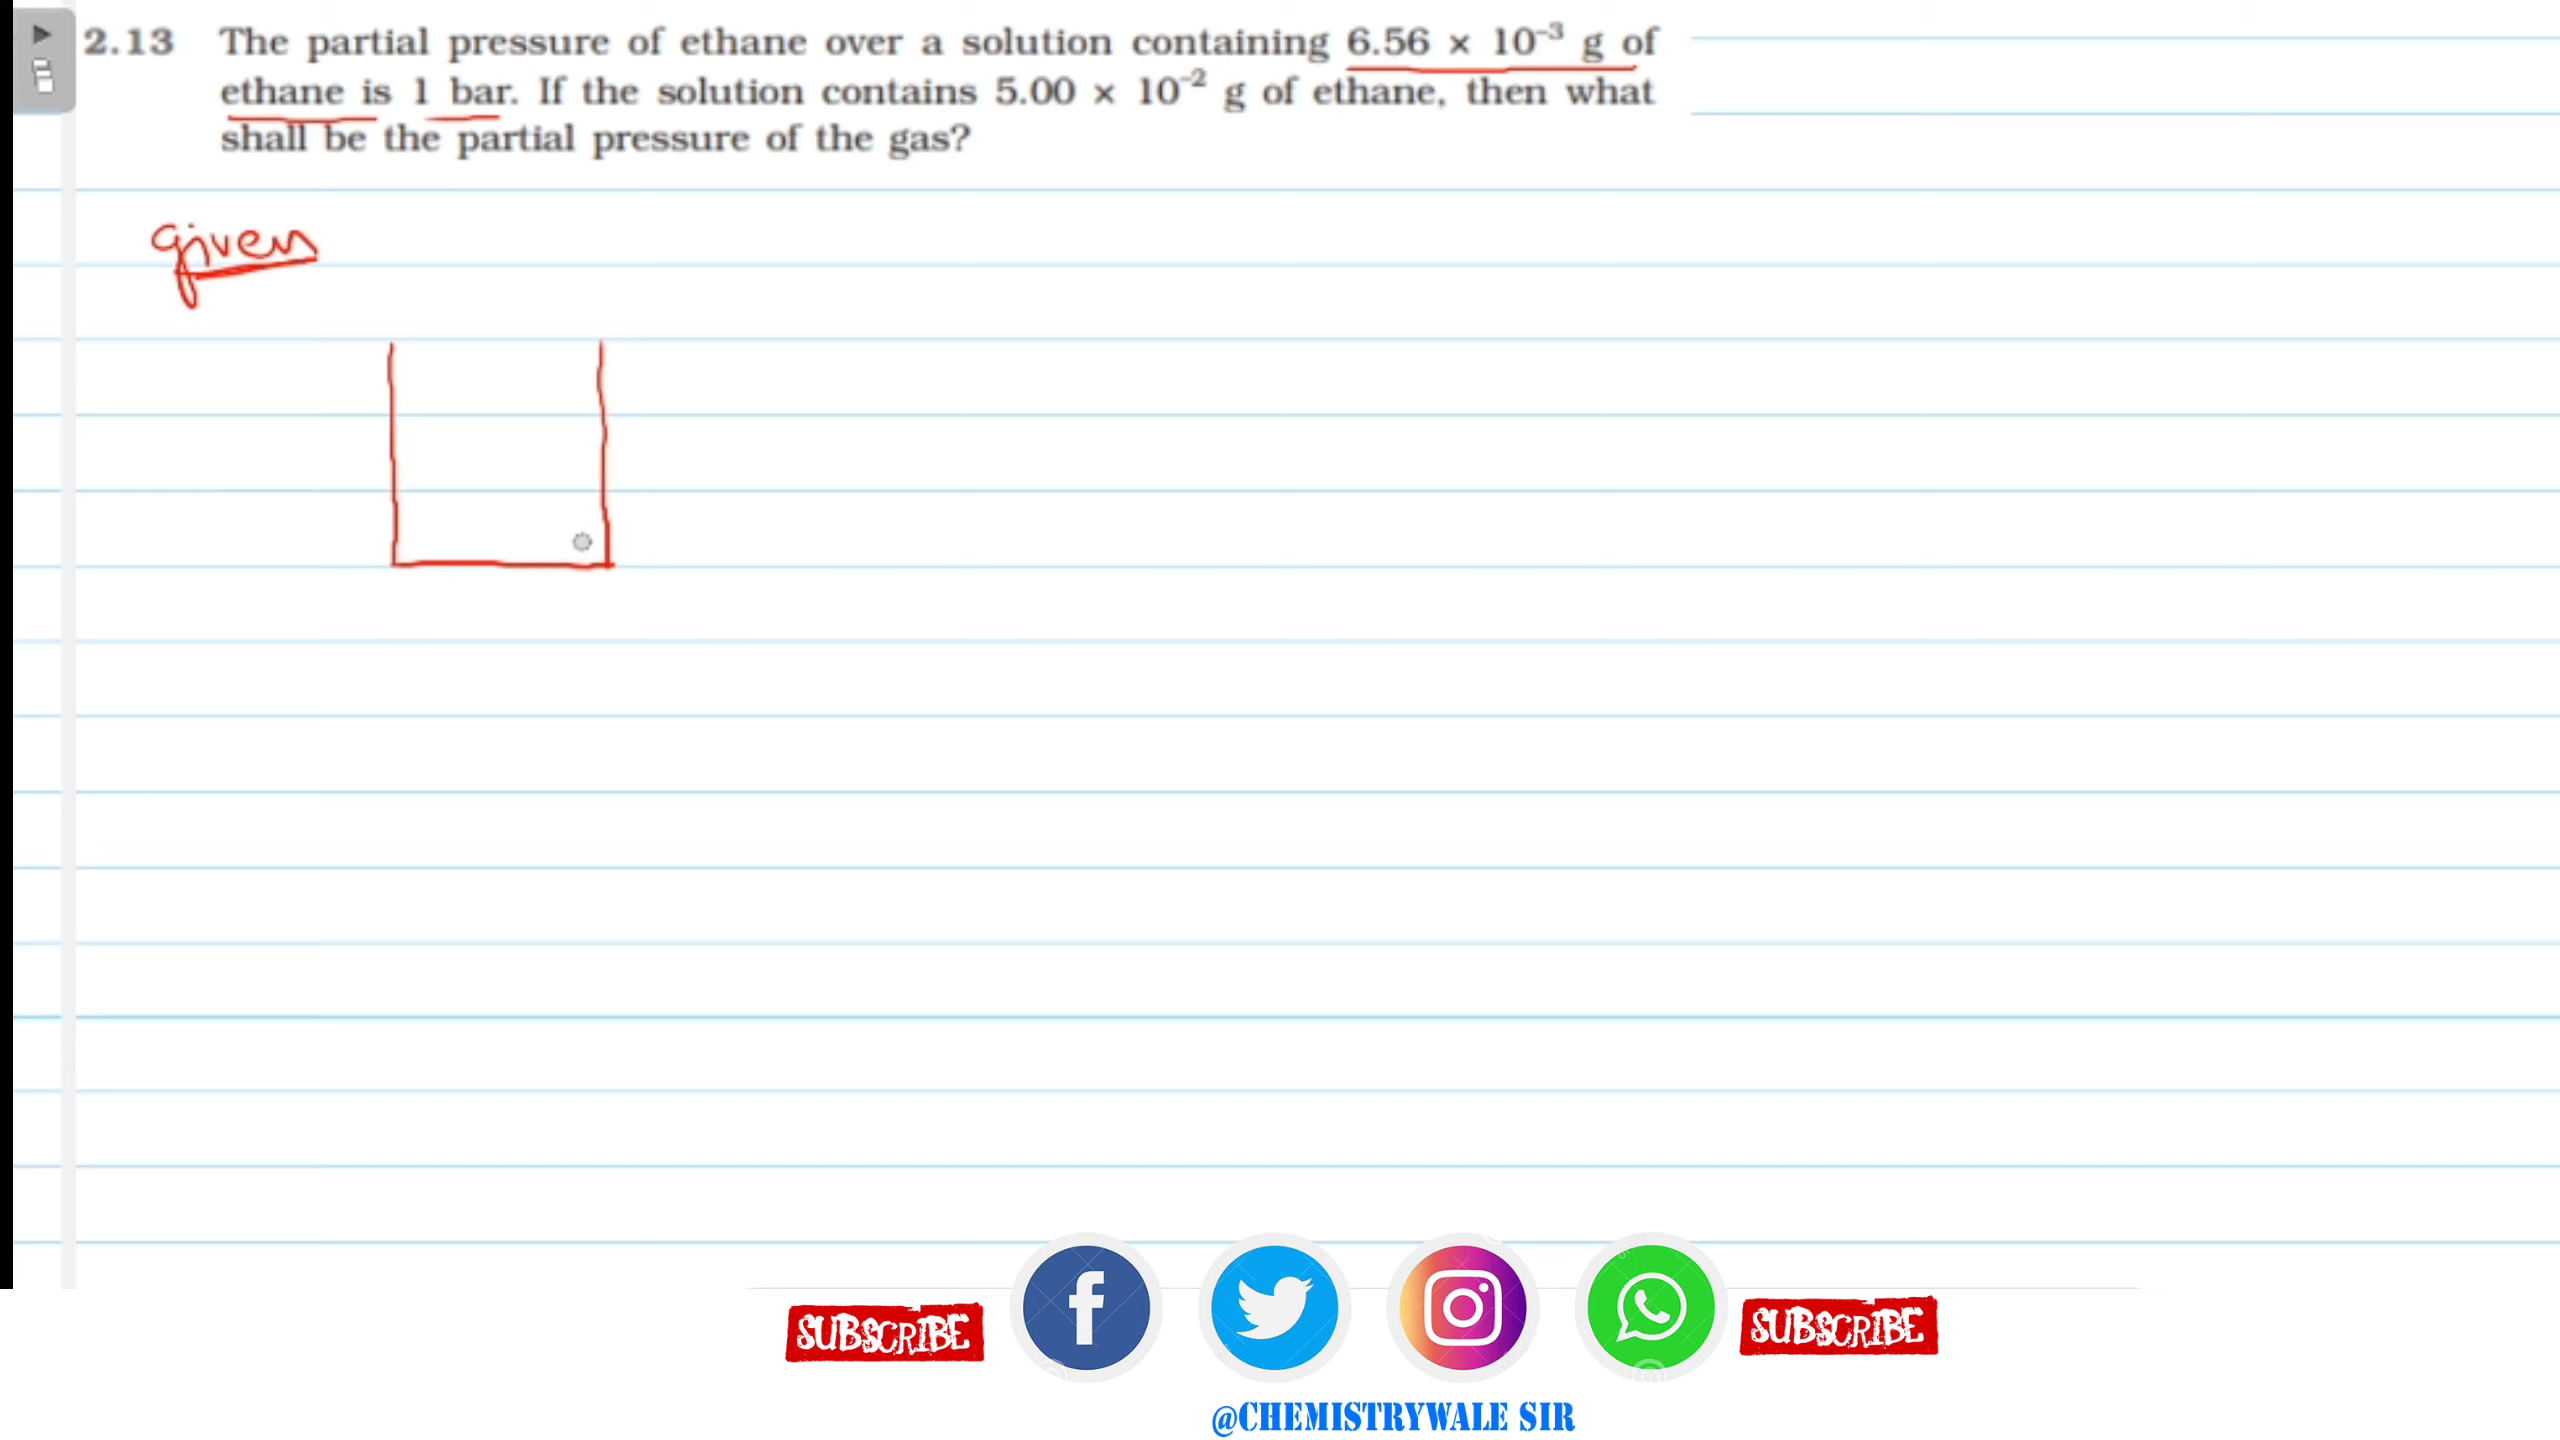 2.13 The partial pressure of ethane over a solution containing 6.56 × 10⁻³ g of
ethane is 1 bar. If the solution contains 5.00 × 10⁻² g of ethane, then what
shall be the partial pressure of the gas?
given
SUBSCRIBE
SUBSCRIBE
@CHEMISTRYWALE SIR